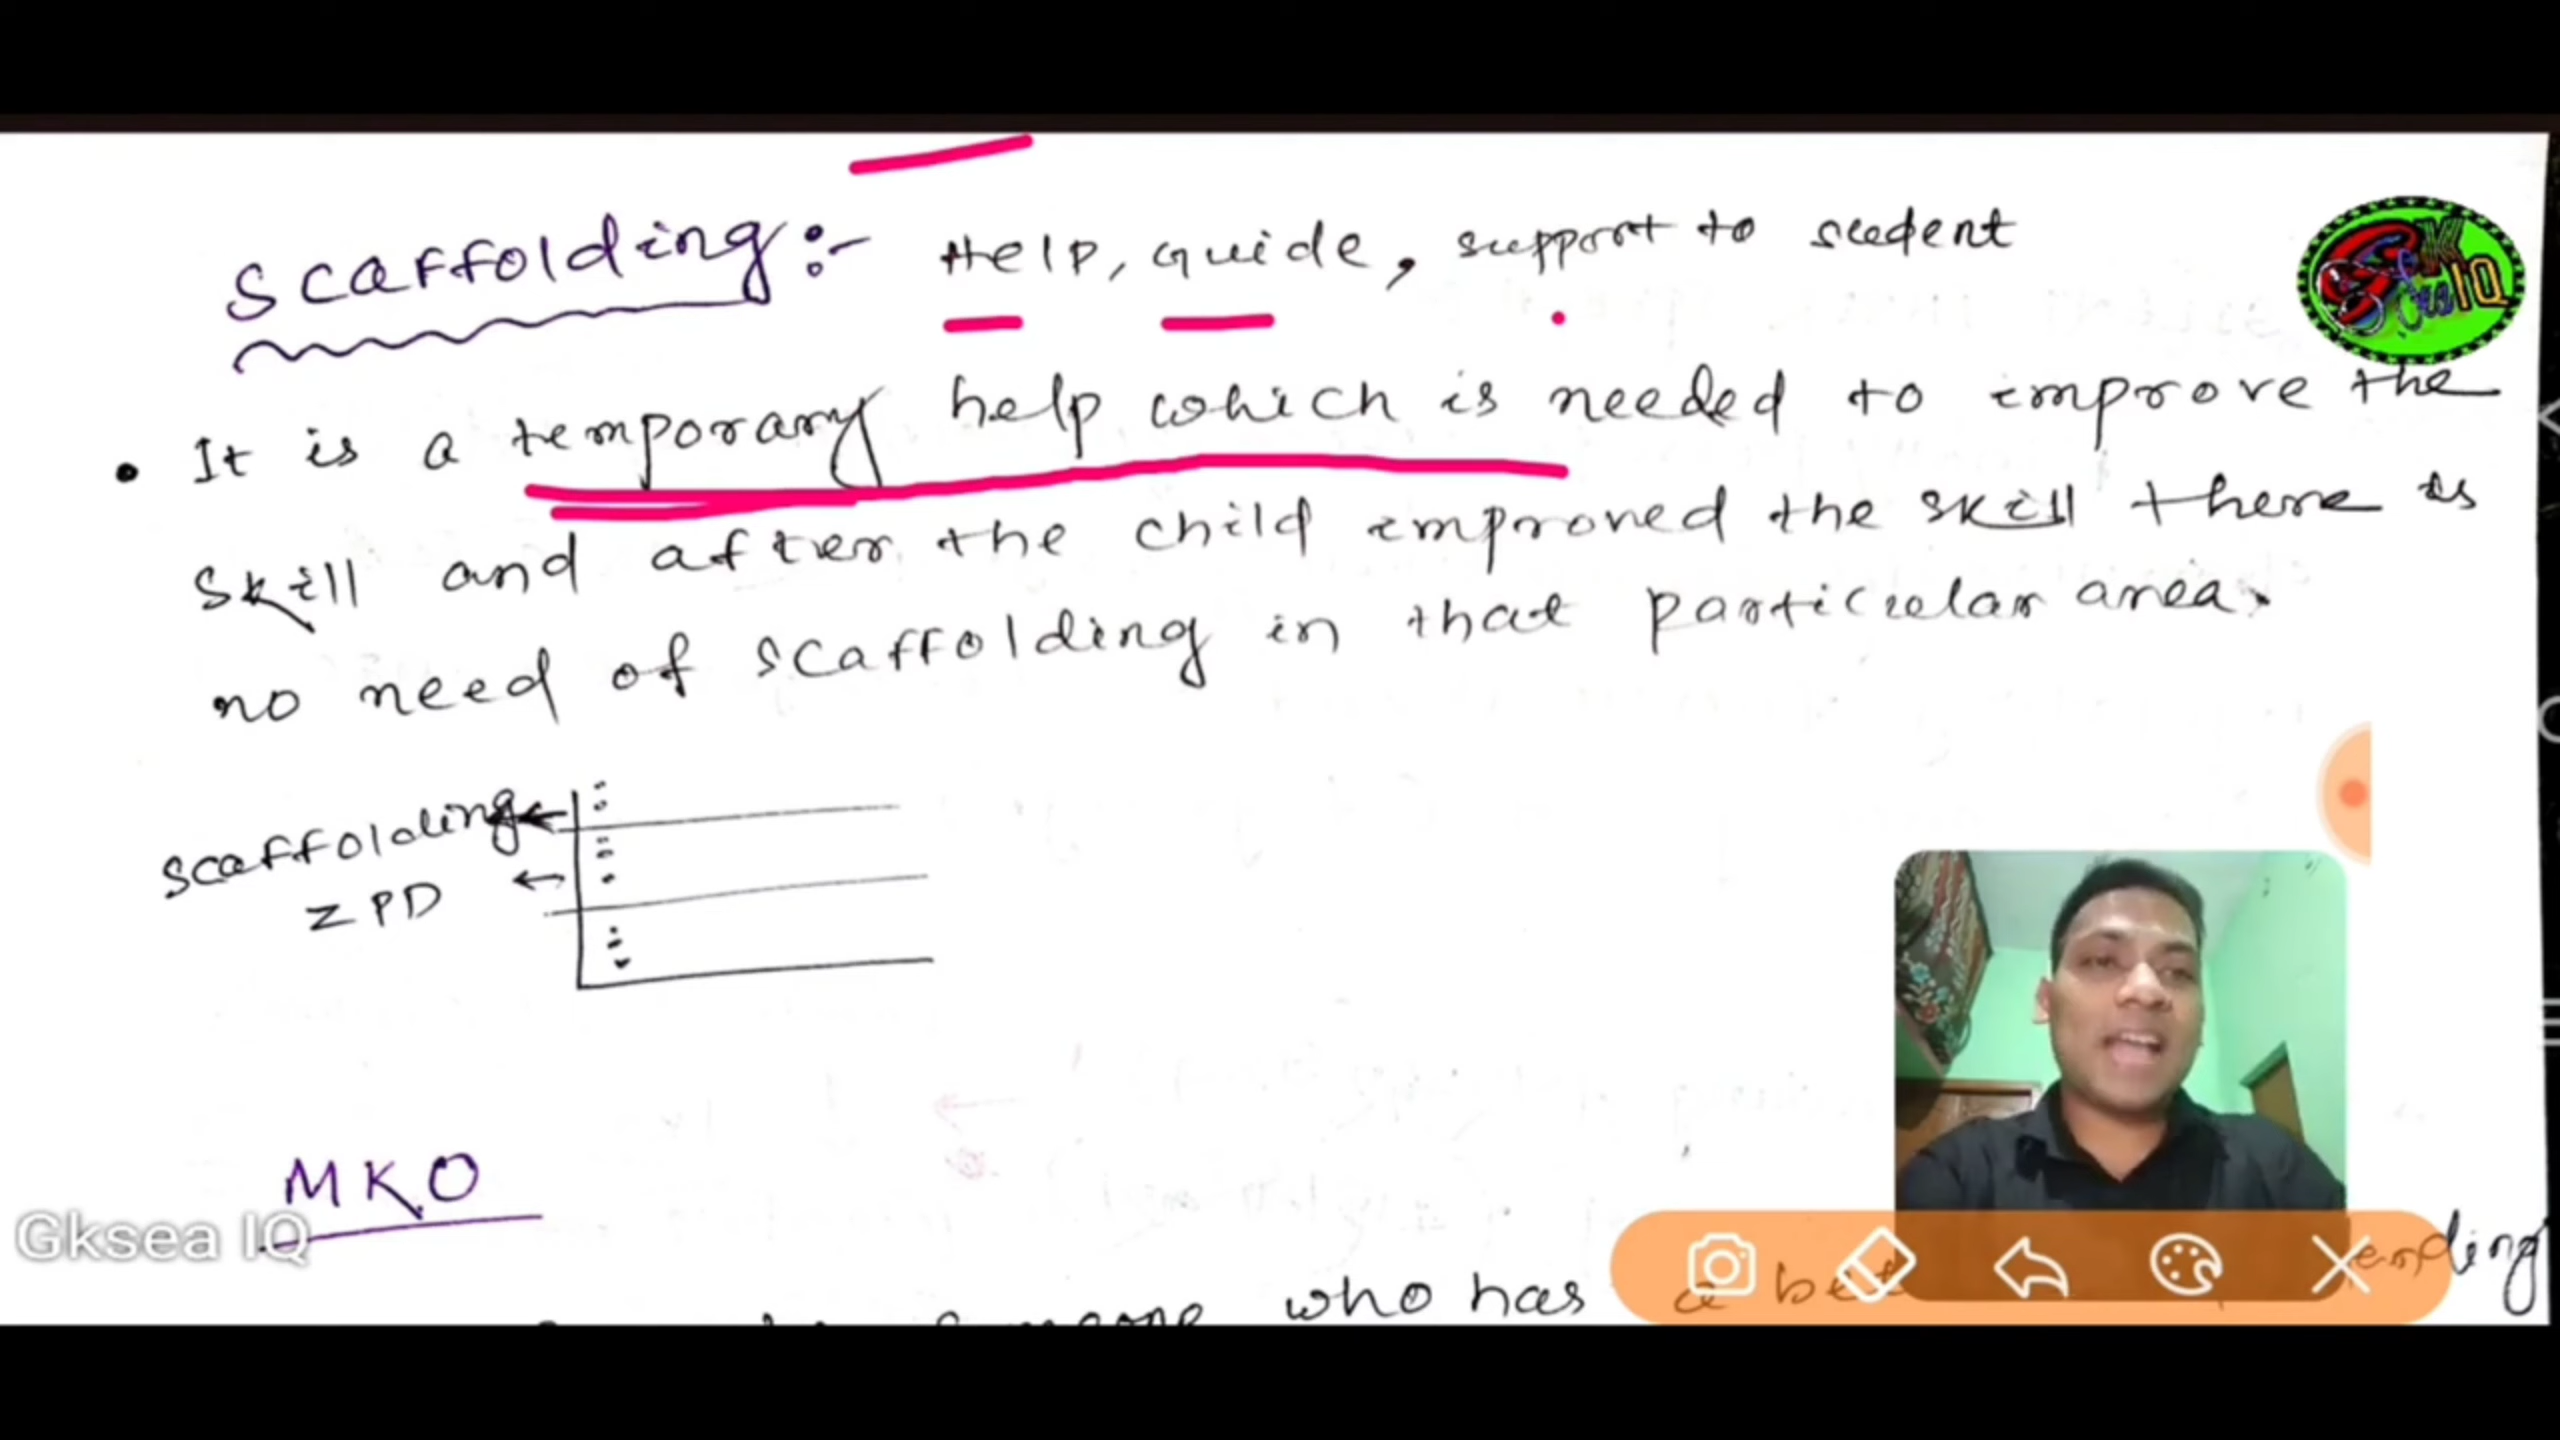 Scaffolding:- Help, Guide, support to student
• It is a temporary help which is needed to improve the
skill and after the child improved the skill there is
no need of scaffolding in that particular area.
scaffolding
ZPD
MKO
Gksea IQ
someone who has a